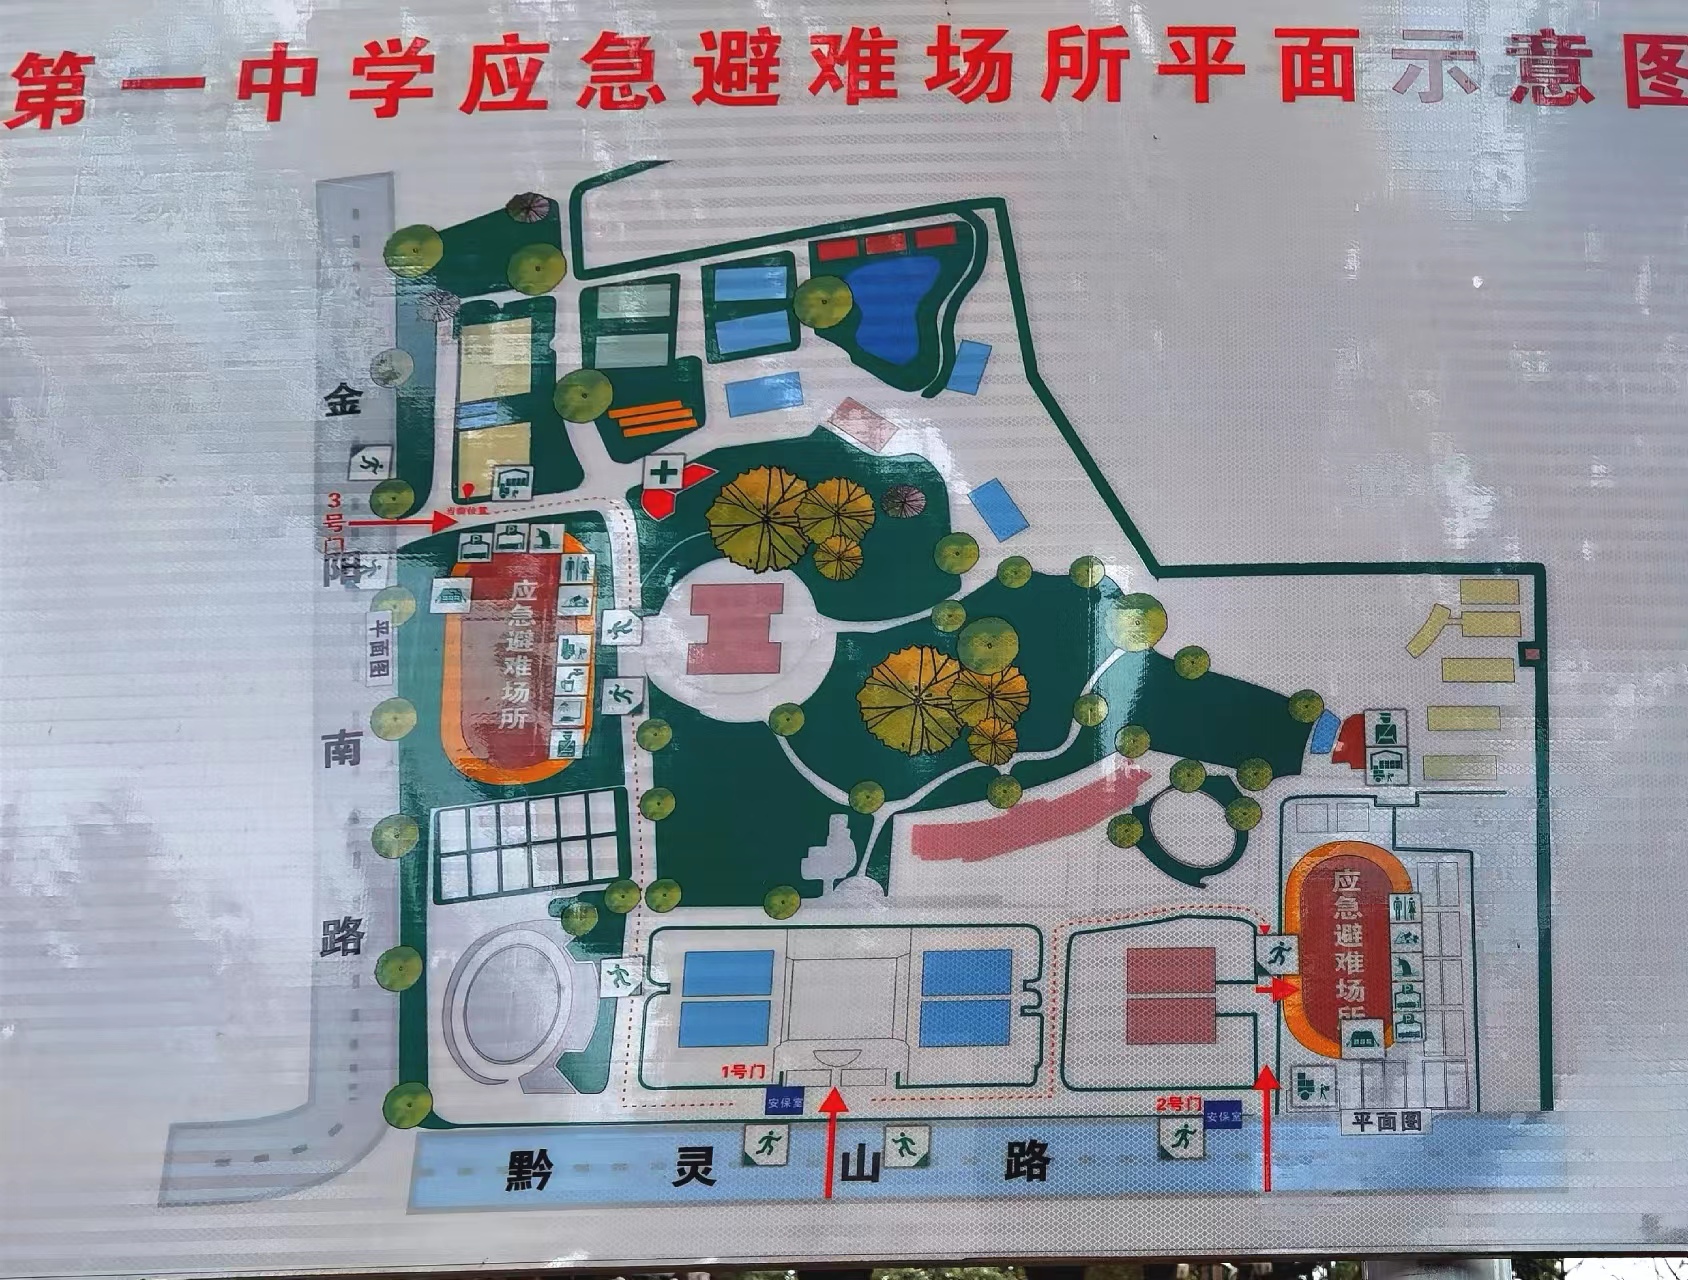 第一中学应急避难场所平面示意图
金阳南路
3号门
当前位置
应急避难场所
平面图
应急避难场所
1号门
安保室
2号门
安保室
平面图
黔灵山路